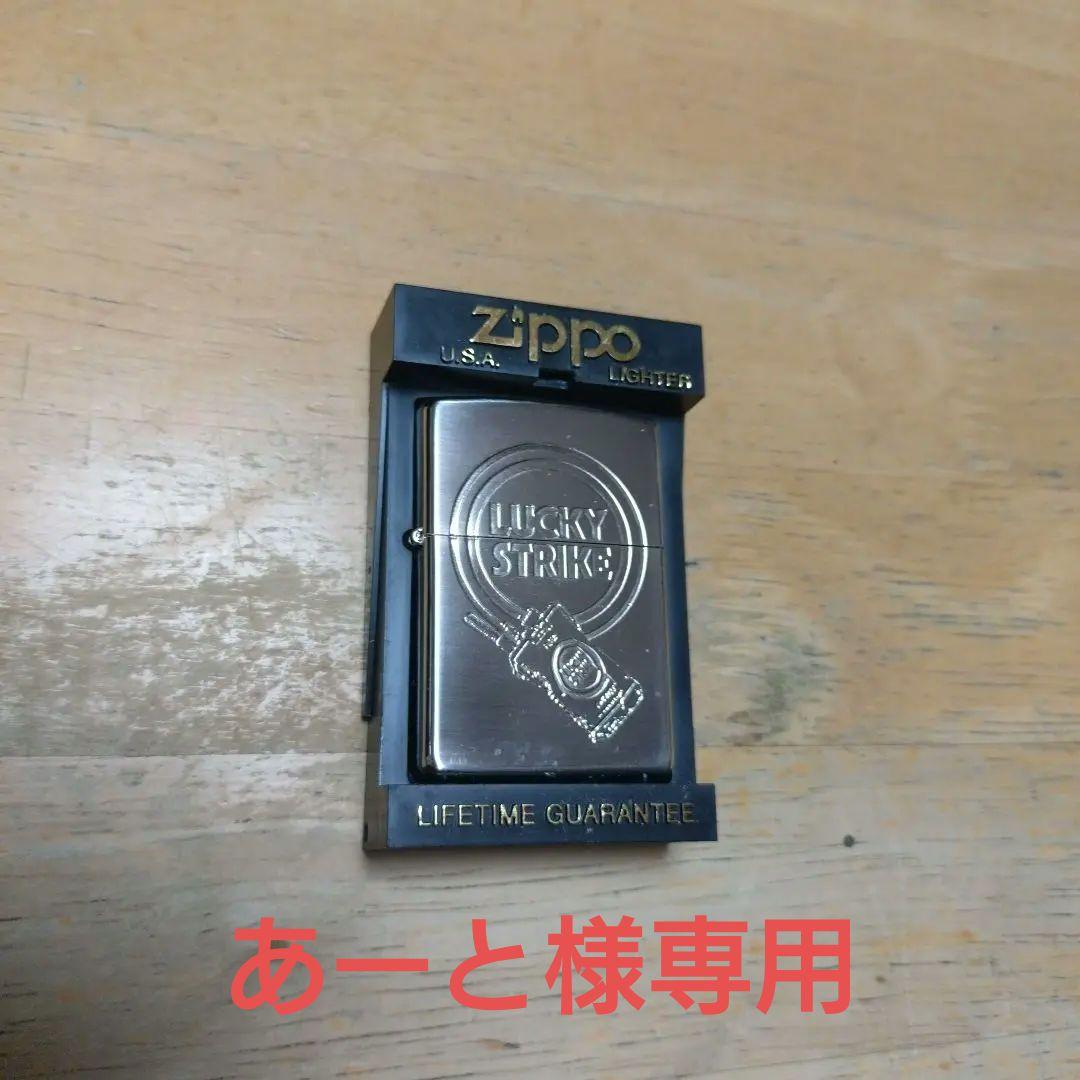 Zippo
U.S.A.
LIGHTER
LUCKY
STRIKE
LIFETIME GUARANTEE
あーと様専用